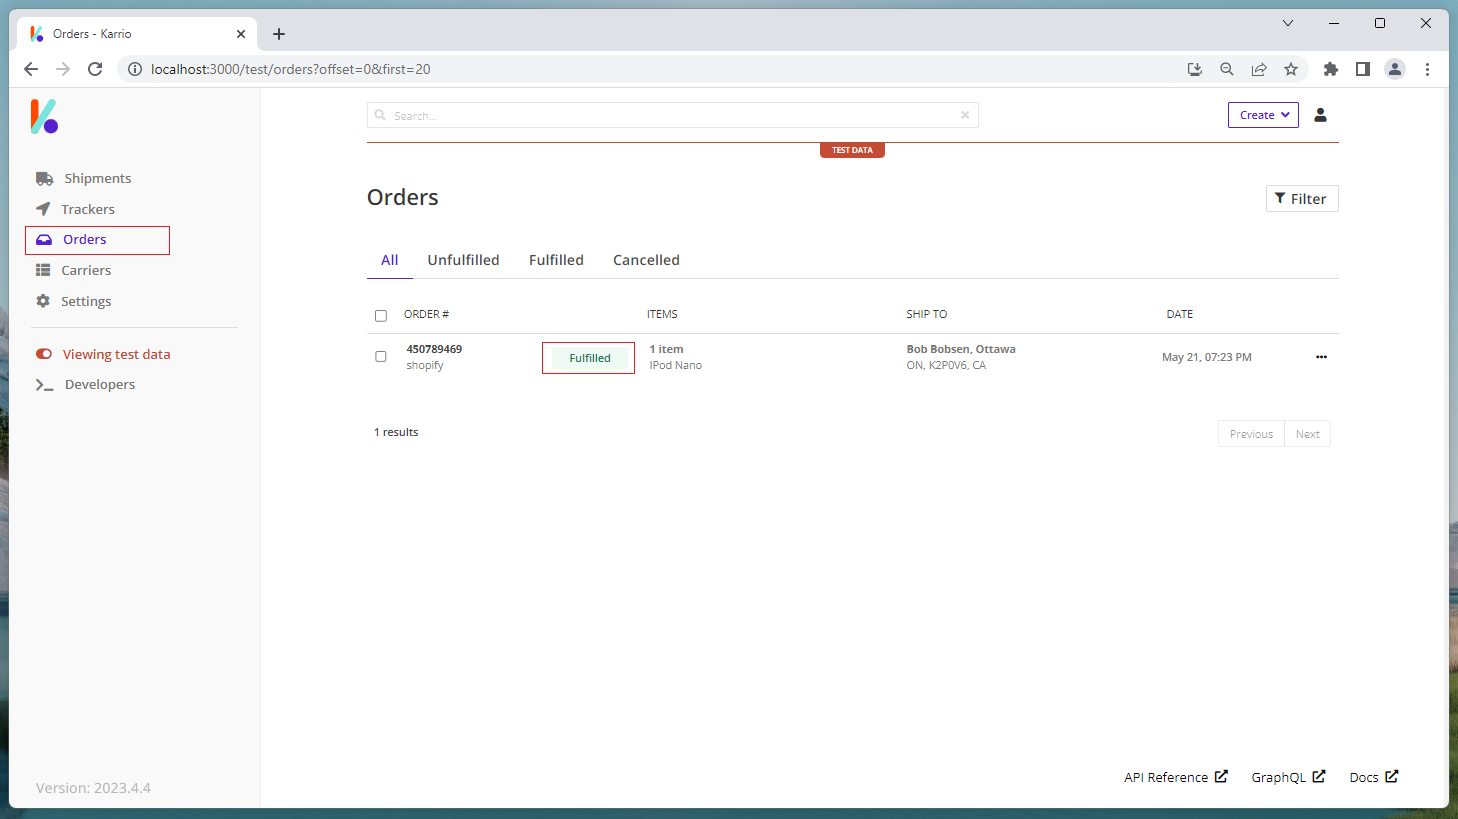 Orders - Karrio
localhost:3000/test/orders?offset=0&first=20
Search...
Create
TEST DATA
Shipments
Trackers
Orders
Carriers
Settings
Viewing test data
Developers
Version: 2023.4.4
Orders
Filter
All Unfulfilled Fulfilled Cancelled
ORDER # ITEMS SHIP TO DATE
450789469 Fulfilled 1 item Bob Bobsen, Ottawa May 21, 07:23 PM
shopify IPod Nano ON, K2P0V6, CA
1 results
Previous Next
API Reference GraphQL Docs